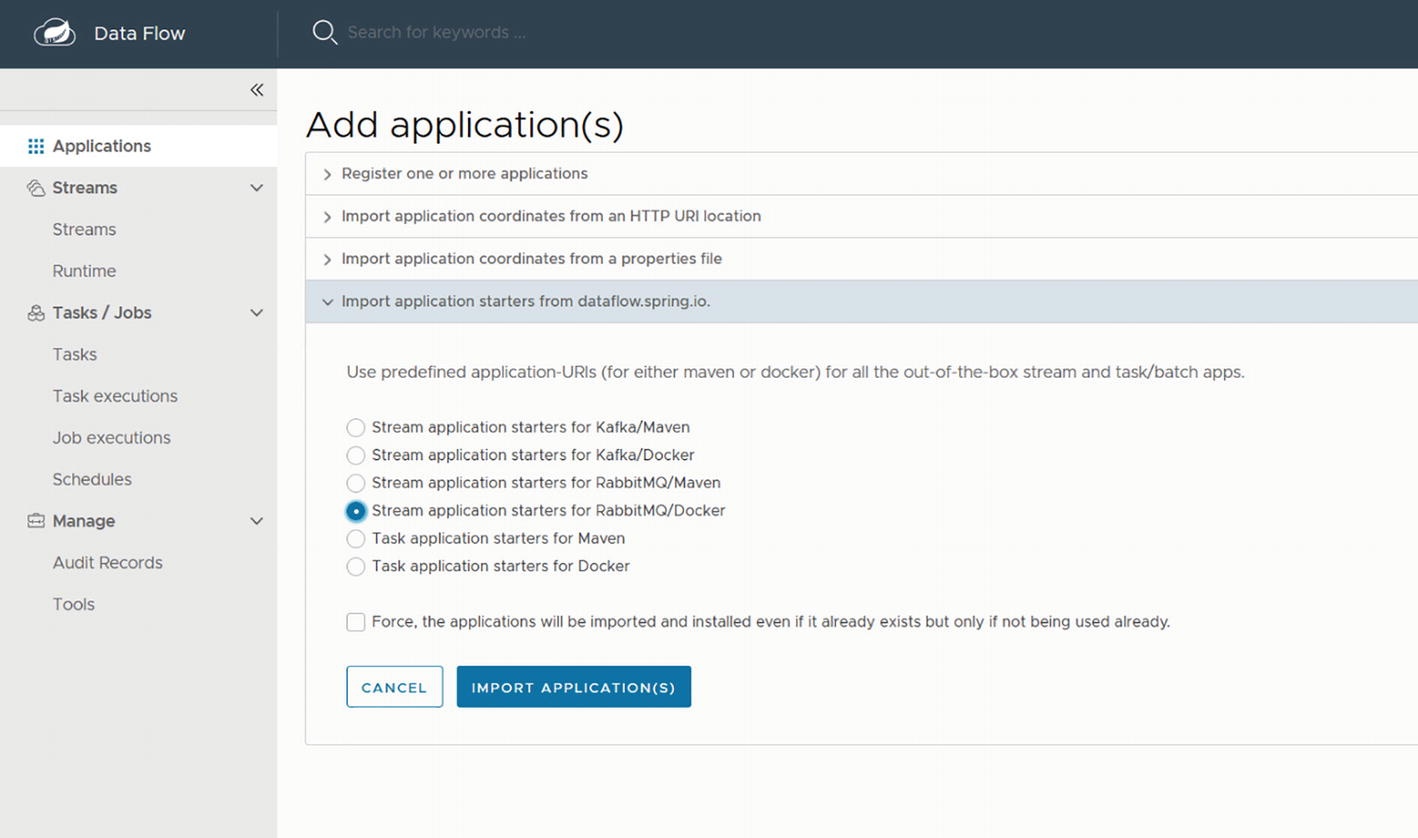 Data Flow
Search for keywords ...
Applications
Streams
Streams
Runtime
Tasks / Jobs
Tasks
Task executions
Job executions
Schedules
Manage
Audit Records
Tools
Add application(s)
Register one or more applications
Import application coordinates from an HTTP URI location
Import application coordinates from a properties file
Import application starters from dataflow.spring.io.
Use predefined application-URIs (for either maven or docker) for all the out-of-the-box stream and task/batch apps.
Stream application starters for Kafka/Maven
Stream application starters for Kafka/Docker
Stream application starters for RabbitMQ/Maven
Stream application starters for RabbitMQ/Docker
Task application starters for Maven
Task application starters for Docker
Force, the applications will be imported and installed even if it already exists but only if not being used already.
CANCEL
IMPORT APPLICATION(S)